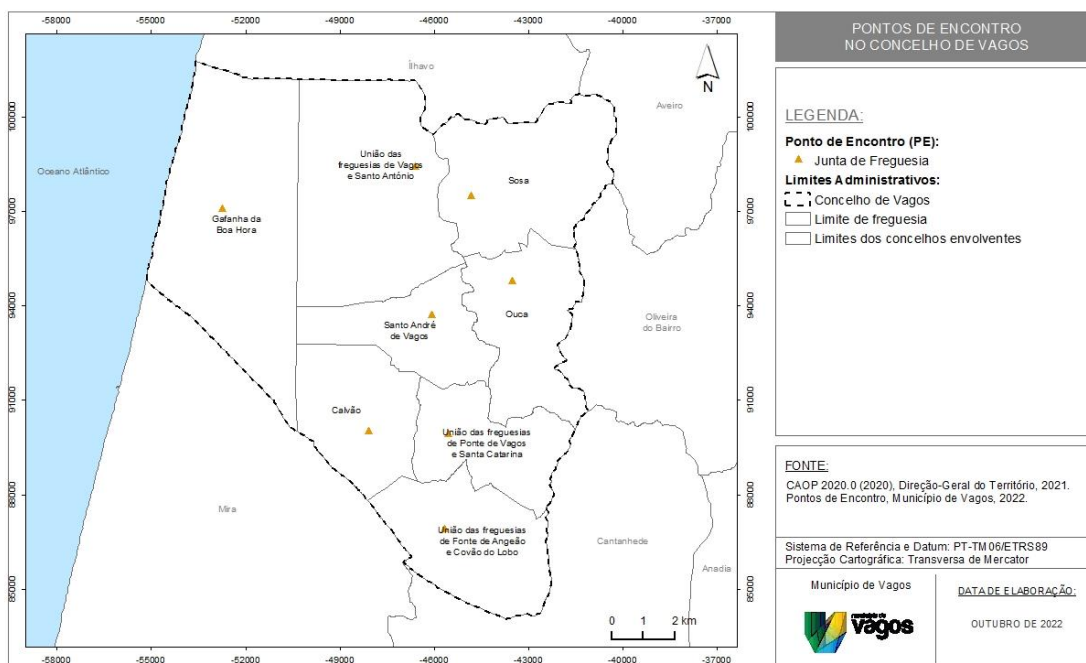 -58000 -55000 -52000 -49000 -46000 -43000 -40000 -37000
100000
97000
94000
91000
88000
85000
Ílhavo
N
Aveiro
Oceano Atlântico
União das
freguesias de Vagos
e Santo António
Sosa
Gafanha da
Boa Hora
Ouca
Oliveira
do Bairro
Santo André
de Vagos
Calvão
União das freguesias
de Ponte de Vagos
e Santa Catarina
Mira
União das freguesias
de Fonte de Angeão
e Covão do Lobo
Cantanhede
Anadia
0 1 2 km
100000
97000
94000
91000
88000
85000
-58000 -55000 -52000 -49000 -46000 -43000 -40000 -37000
PONTOS DE ENCONTRO
NO CONCELHO DE VAGOS
LEGENDA:
Ponto de Encontro (PE):
Junta de Freguesia
Limites Administrativos:
Concelho de Vagos
Limite de freguesia
Limites dos concelhos envolventes
FONTE:
CAOP 2020.0 (2020), Direção-Geral do Território, 2021.
Pontos de Encontro, Município de Vagos, 2022.
Sistema de Referência e Datum: PT-TM06/ETRS89
Projecção Cartográfica: Transversa de Mercator
Município de Vagos
município de
vagos
DATA DE ELABORAÇÃO:
OUTUBRO DE 2022